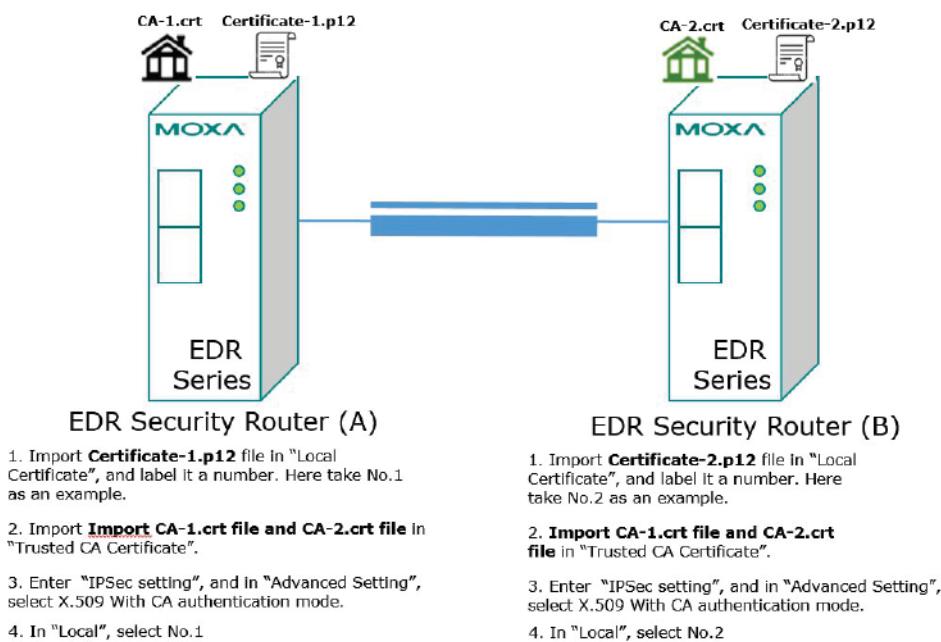 CA-1.crt Certificate-1.p12
CA-2.crt Certificate-2.p12
MOXA
MOXA
EDR
Series
EDR
Series
EDR Security Router (A)
1. Import Certificate-1.p12 file in "Local
Certificate", and label it a number. Here take No.1
as an example.
2. Import Import CA-1.crt file and CA-2.crt file in
"Trusted CA Certificate".
3. Enter "IPSec setting", and in "Advanced Setting",
select X.509 With CA authentication mode.
4. In "Local", select No.1
EDR Security Router (B)
1. Import Certificate-2.p12 file in "Local
Certificate", and label it a number. Here
take No.2 as an example.
2. Import CA-1.crt file and CA-2.crt
file in "Trusted CA Certificate".
3. Enter "IPSec setting", and in "Advanced Setting",
select X.509 With CA authentication mode.
4. In "Local", select No.2